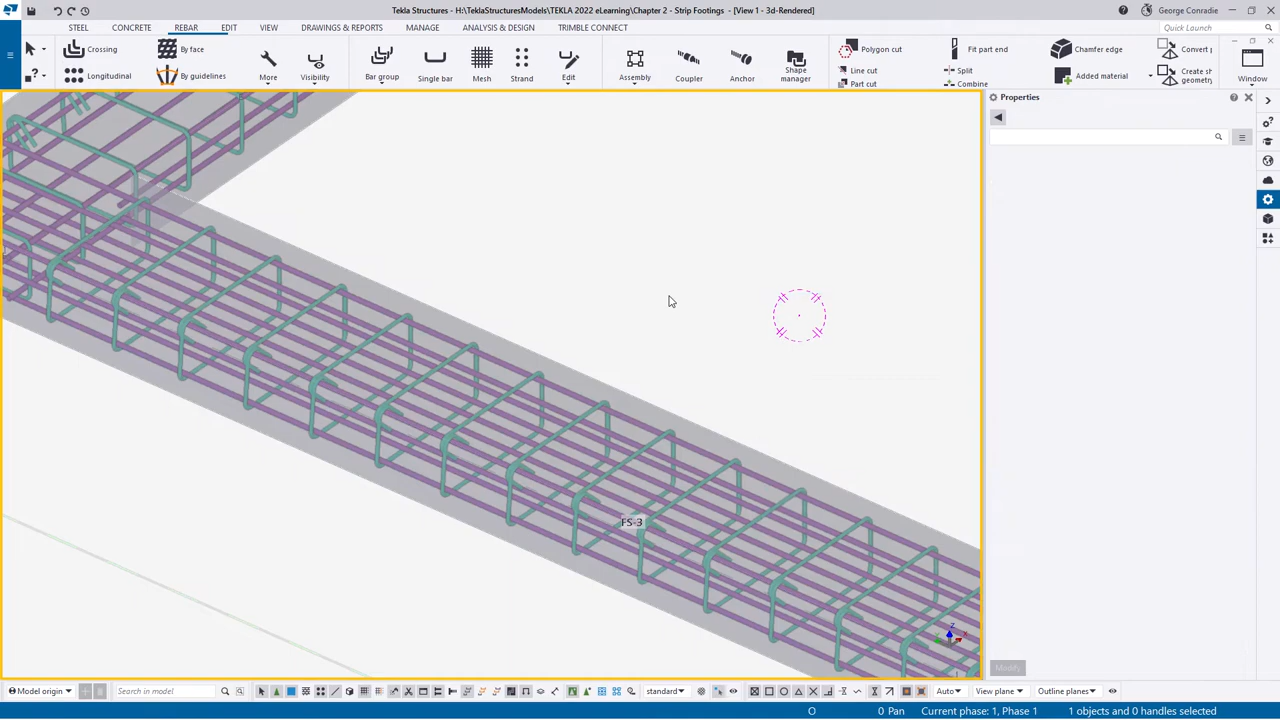 Tekla Structures - H:\TeklaStructuresModels\TEKLA 2022 eLearning\Chapter 2 - Strip Footings - [View 1 - 3d-Rendered]
George Conradie
STEEL
CONCRETE
REBAR
EDIT
VIEW
DRAWINGS & REPORTS
MANAGE
ANALYSIS & DESIGN
TRIMBLE CONNECT
Quick Launch
Crossing
Longitudinal
By face
By guidelines
More
Visibility
Bar group
Single bar
Mesh
Strand
Edit
Assembly
Coupler
Anchor
Shape
manager
Polygon cut
Line cut
Part cut
Fit part end
Split
Combine
Chamfer edge
Added material
Convert
Create sh
geometry
Window
Properties
FS-3
Z
Modify
Model origin
Search in model
standard
Auto
View plane
Outline planes
O
0 Pan
Current phase: 1, Phase 1
1 objects and 0 handles selected